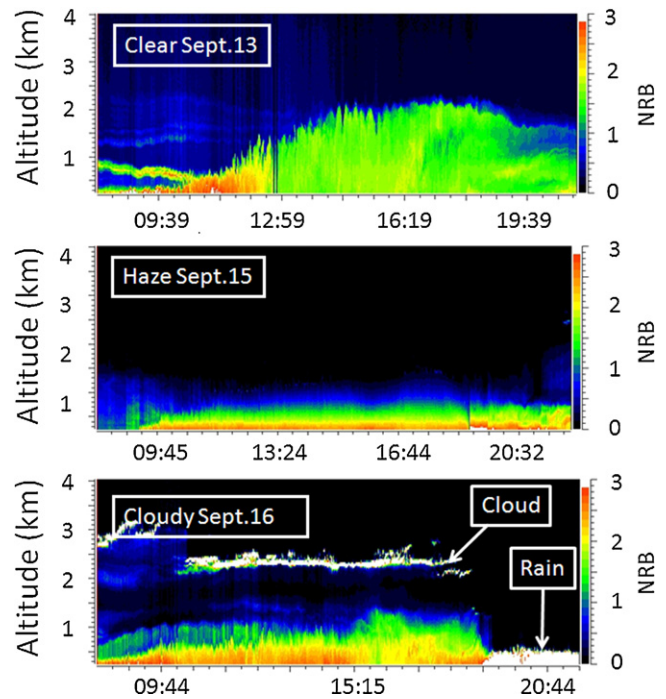 4
Clear Sept.13
3
2
1
Altitude (km)
3
2
1
0
NRB
09:39 12:59 16:19 19:39
4
Haze Sept.15
3
2
1
Altitude (km)
3
2
1
0
NRB
09:45 13:24 16:44 20:32
4
Cloudy Sept.16
3
2
1
Altitude (km)
Cloud
Rain
3
2
1
0
NRB
09:44 15:15 20:44